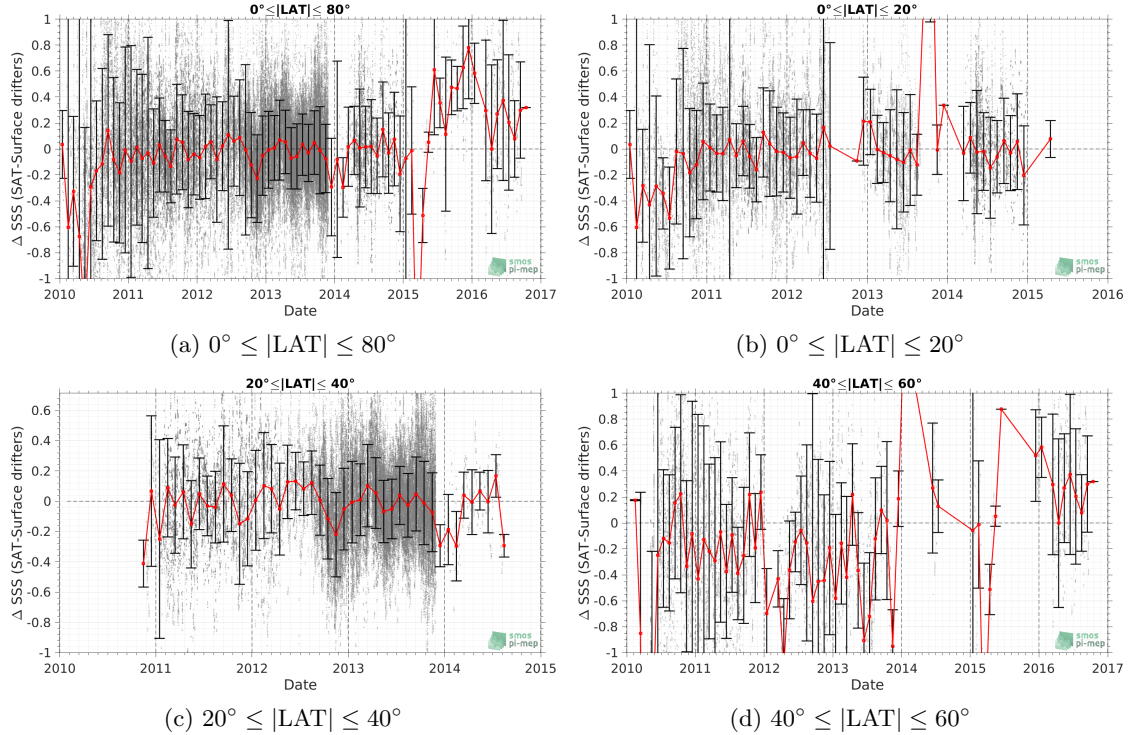 0°≤|LAT|≤ 80°
Δ SSS (SAT-Surface drifters)
1
0.8
0.6
0.4
0.2
0
-0.2
-0.4
-0.6
-0.8
-1
smos
pi-mep
2010 2011 2012 2013 2014 2015 2016 2017
Date
(a) 0° ≤ |LAT| ≤ 80°
0°≤|LAT|≤ 20°
Δ SSS (SAT-Surface drifters)
1
0.8
0.6
0.4
0.2
0
-0.2
-0.4
-0.6
-0.8
-1
smos
pi-mep
2010 2011 2012 2013 2014 2015 2016
Date
(b) 0° ≤ |LAT| ≤ 20°
20°≤|LAT|≤ 40°
Δ SSS (SAT-Surface drifters)
0.6
0.4
0.2
0
-0.2
-0.4
-0.6
-0.8
-1
smos
pi-mep
2010 2011 2012 2013 2014 2015
Date
(c) 20° ≤ |LAT| ≤ 40°
40°≤|LAT|≤ 60°
Δ SSS (SAT-Surface drifters)
1
0.8
0.6
0.4
0.2
0
-0.2
-0.4
-0.6
-0.8
-1
smos
pi-mep
2010 2011 2012 2013 2014 2015 2016 2017
Date
(d) 40° ≤ |LAT| ≤ 60°